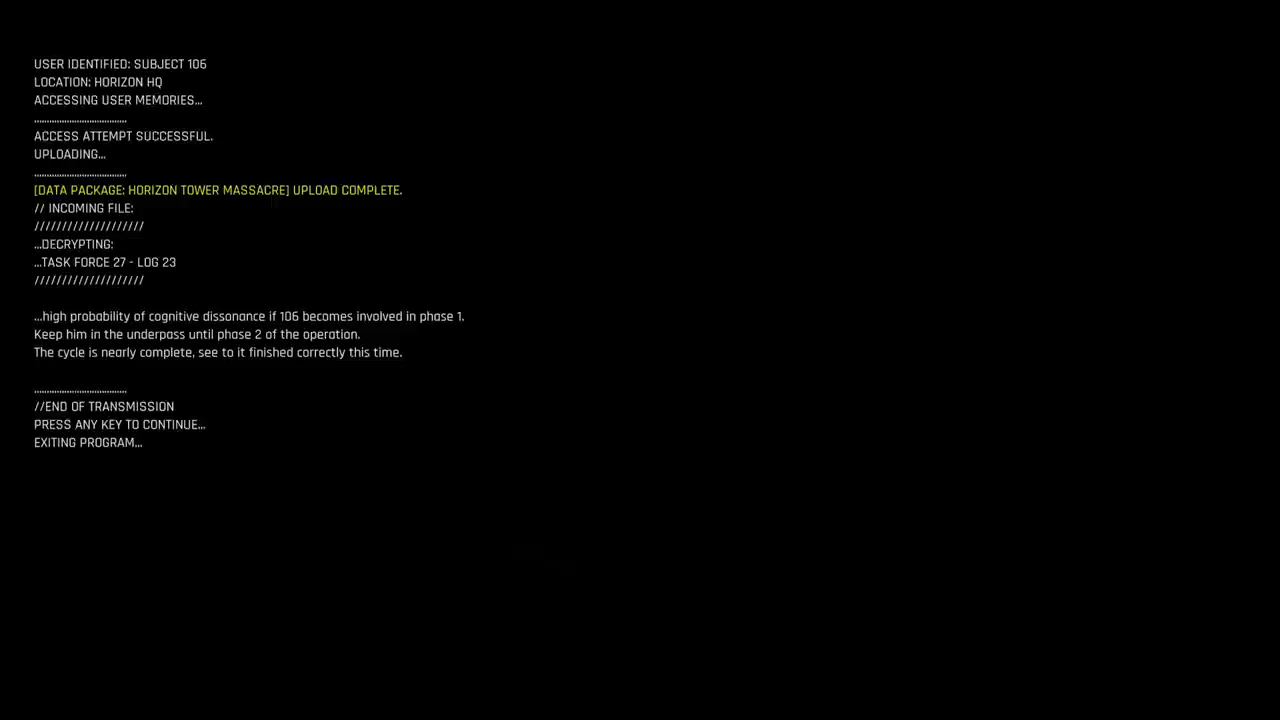 USER IDENTIFIED: SUBJECT 106
LOCATION: HORIZON HQ
ACCESSING USER MEMORIES...
.....................................
ACCESS ATTEMPT SUCCESSFUL.
UPLOADING...
.....................................
[DATA PACKAGE: HORIZON TOWER MASSACRE] UPLOAD COMPLETE.
// INCOMING FILE:
////////////////////
...DECRYPTING:
...TASK FORCE 27 - LOG 23
////////////////////
...high probability of cognitive dissonance if 106 becomes involved in phase 1.
Keep him in the underpass until phase 2 of the operation.
The cycle is nearly complete, see to it finished correctly this time.
.....................................
//END OF TRANSMISSION
PRESS ANY KEY TO CONTINUE...
EXITING PROGRAM...